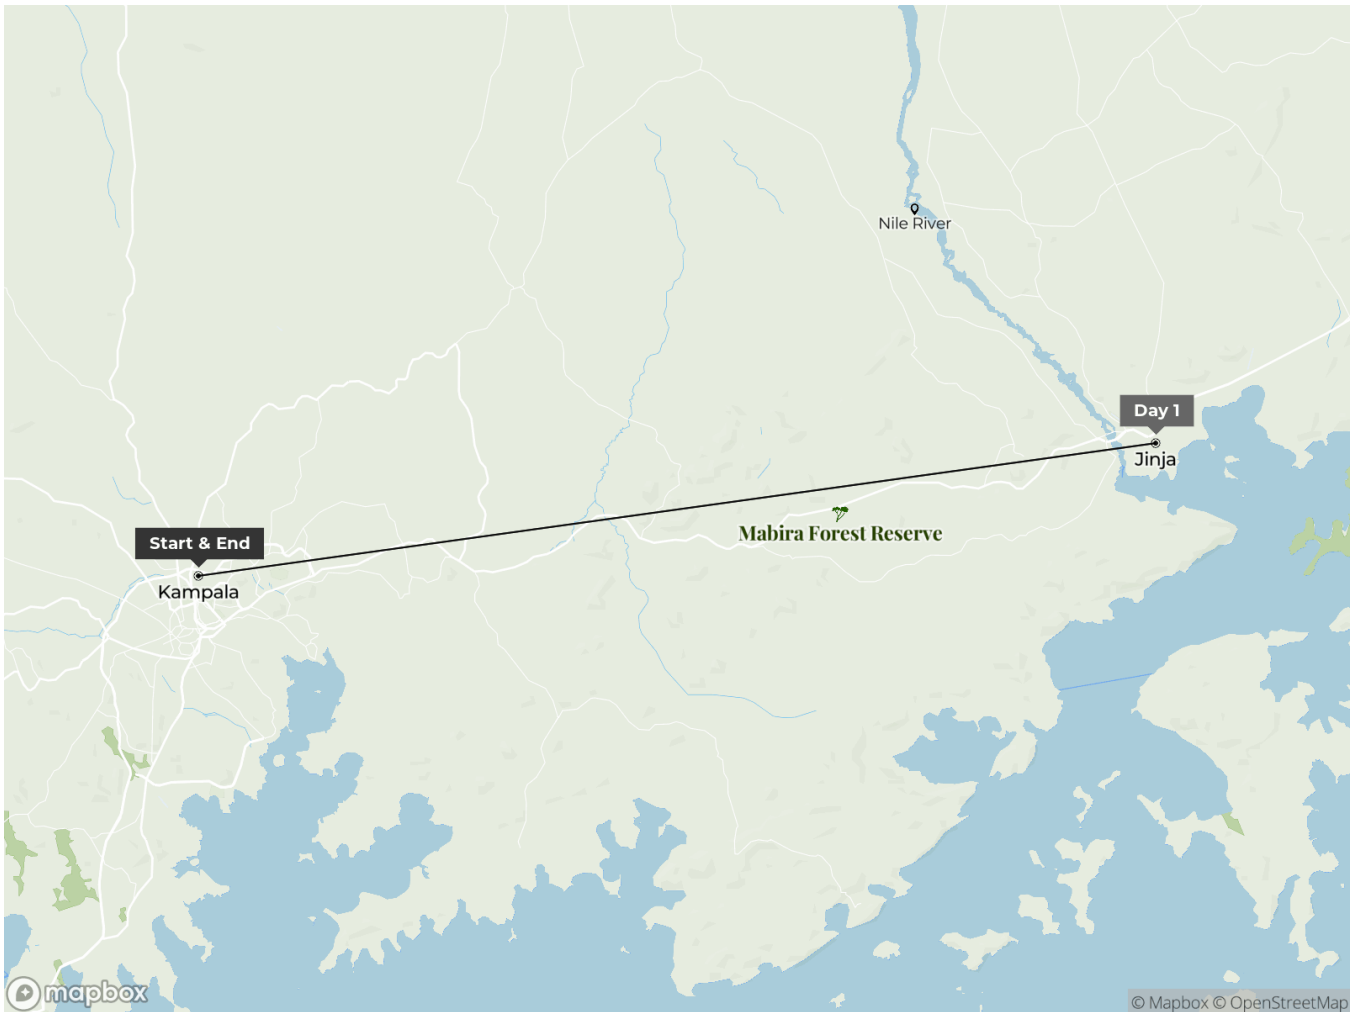 Nile River
Day 1
Jinja
Mabira Forest Reserve
Start & End
Kampala
mapbox
© Mapbox © OpenStreetMap